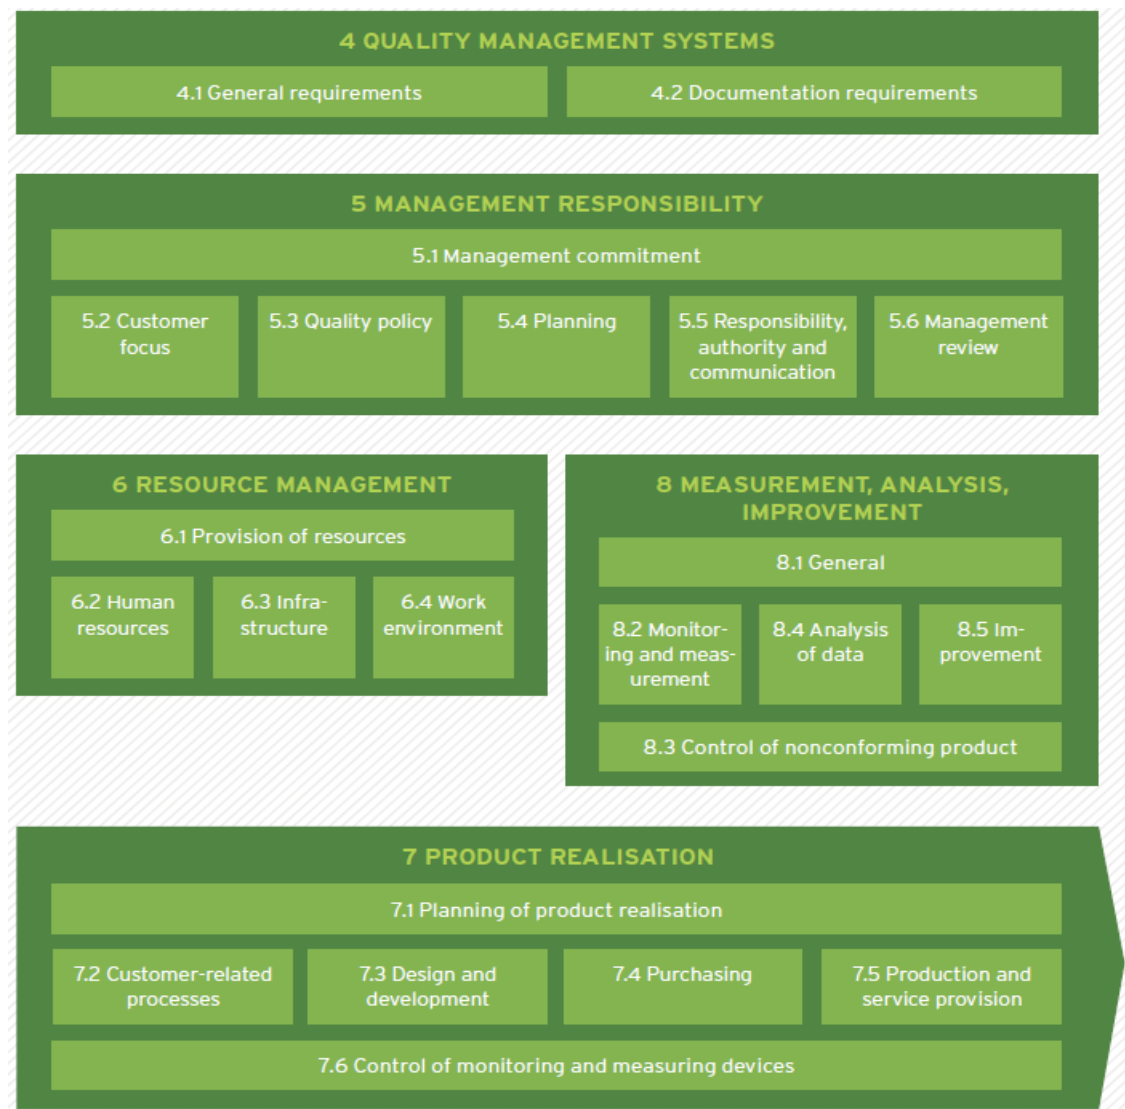 4 QUALITY MANAGEMENT SYSTEMS
4.1 General requirements
4.2 Documentation requirements
5 MANAGEMENT RESPONSIBILITY
5.1 Management commitment
5.2 Customer
focus
5.3 Quality policy
5.4 Planning
5.5 Responsibility,
authority and
communication
5.6 Management
review
6 RESOURCE MANAGEMENT
6.1 Provision of resources
6.2 Human
resources
6.3 Infra-
structure
6.4 Work
environment
8 MEASUREMENT, ANALYSIS,
IMPROVEMENT
8.1 General
8.2 Monitor-
ing and meas-
urement
8.4 Analysis
of data
8.5 Im-
provement
8.3 Control of nonconforming product
7 PRODUCT REALISATION
7.1 Planning of product realisation
7.2 Customer-related
processes
7.3 Design and
development
7.4 Purchasing
7.5 Production and
service provision
7.6 Control of monitoring and measuring devices